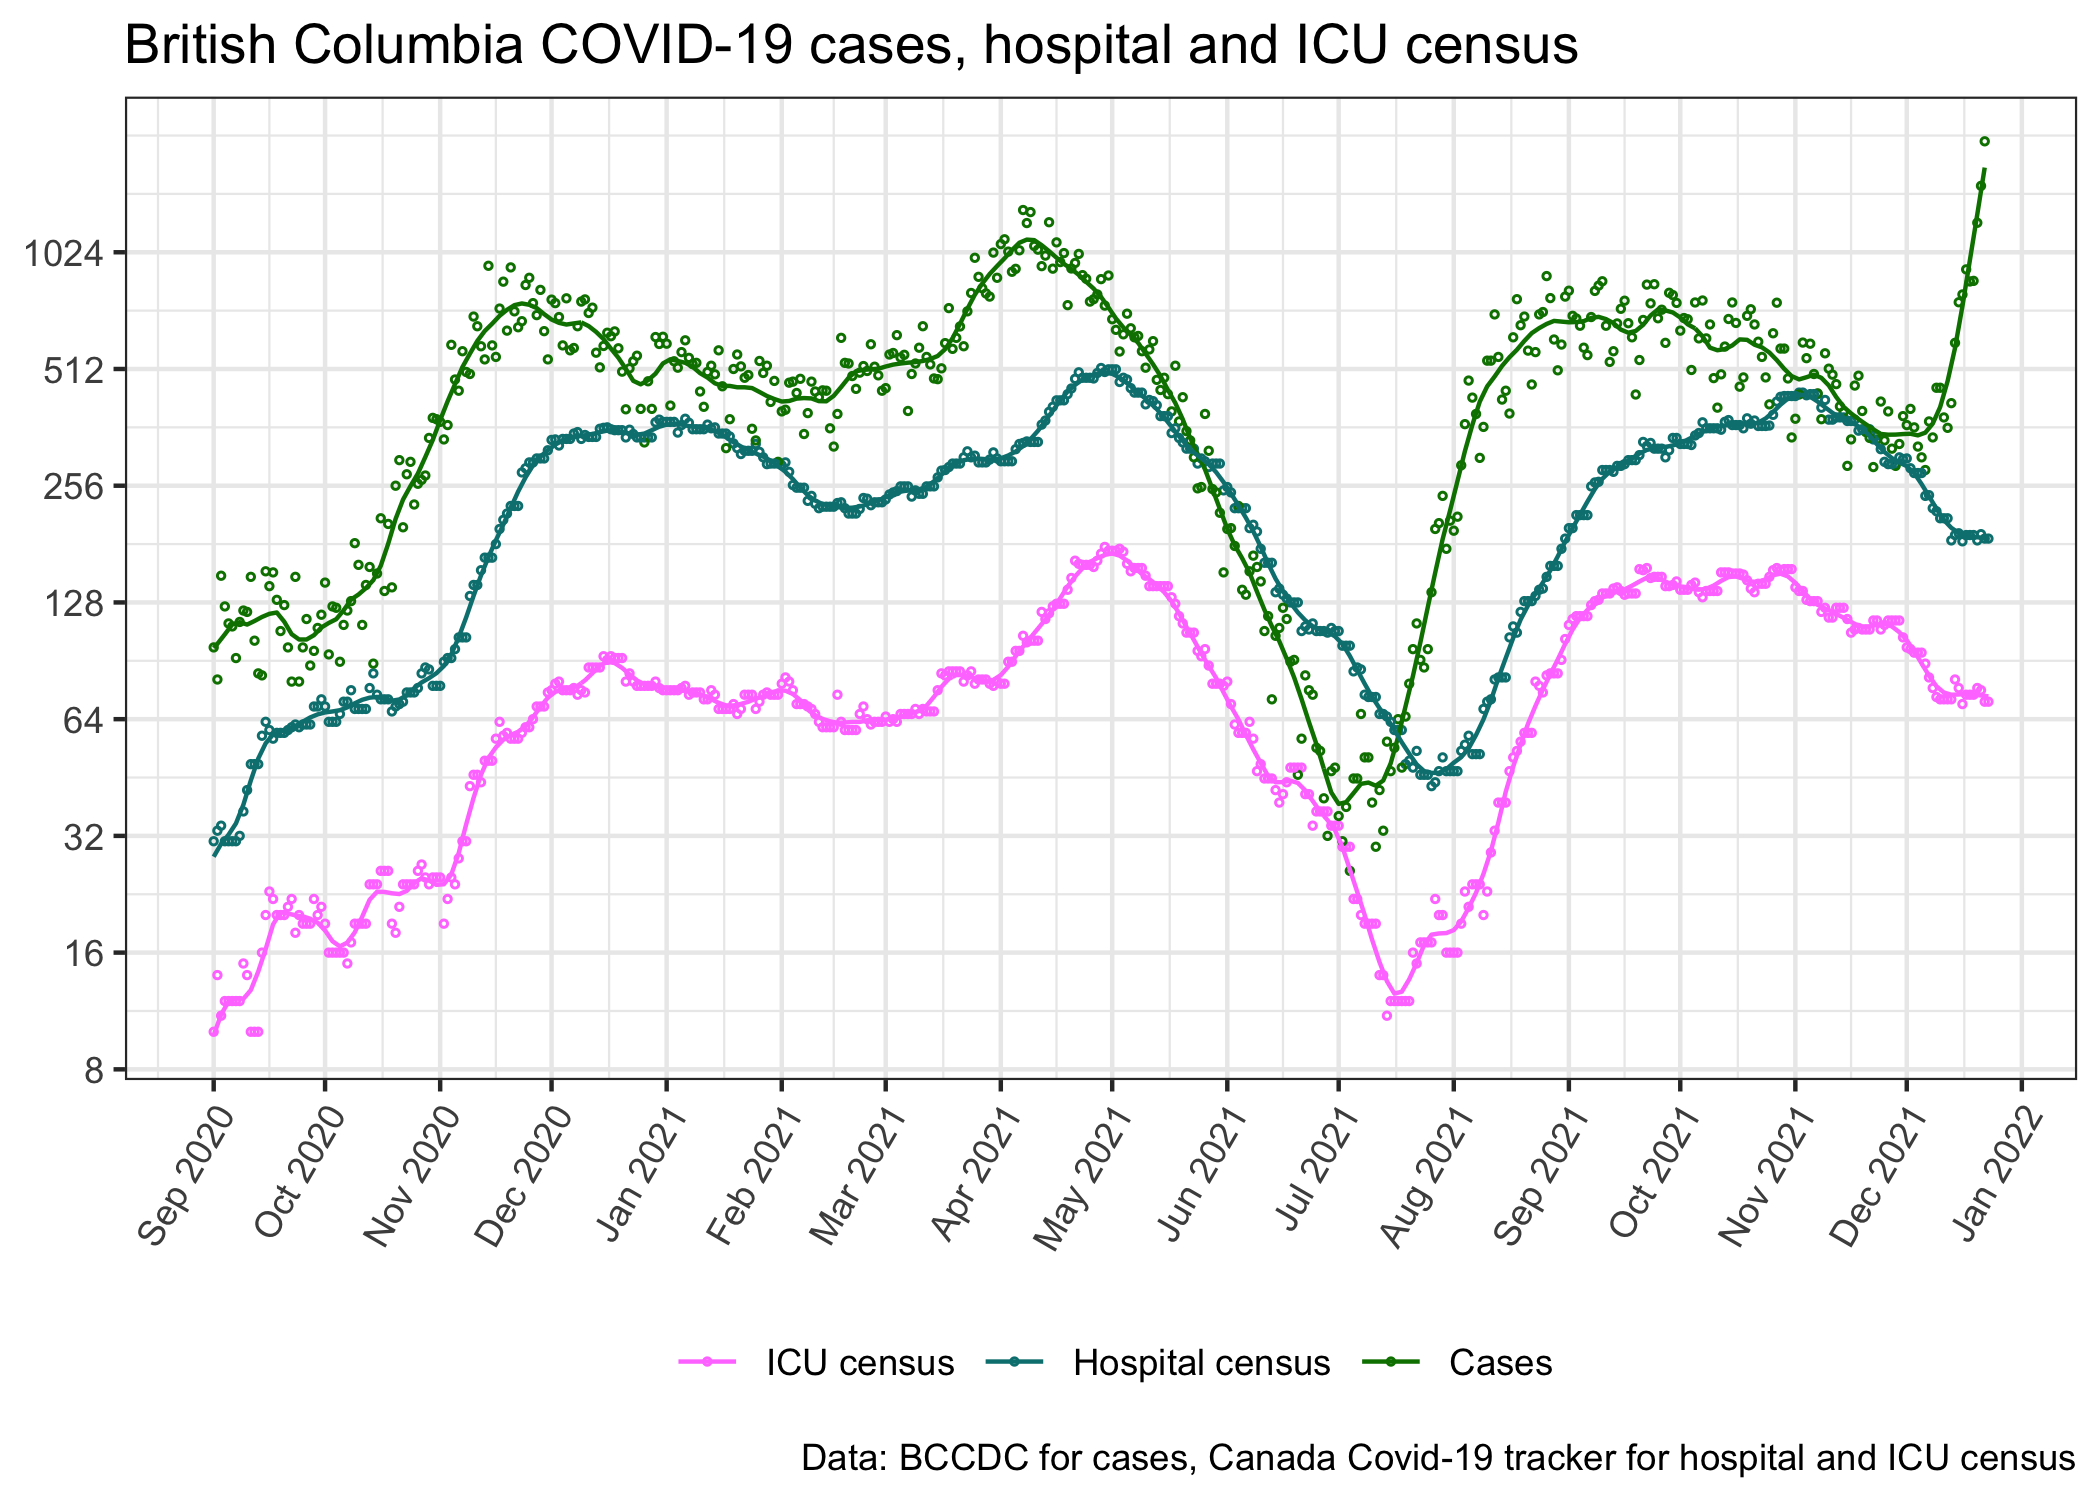 British Columbia COVID-19 cases, hospital and ICU census
1024
512
256
128
64
32
16
8
Sep 2020
Oct 2020
Nov 2020
Dec 2020
Jan 2021
Feb 2021
Mar 2021
Apr 2021
May 2021
Jun 2021
Jul 2021
Aug 2021
Sep 2021
Oct 2021
Nov 2021
Dec 2021
Jan 2022
ICU census Hospital census Cases
Data: BCCDC for cases, Canada Covid-19 tracker for hospital and ICU census